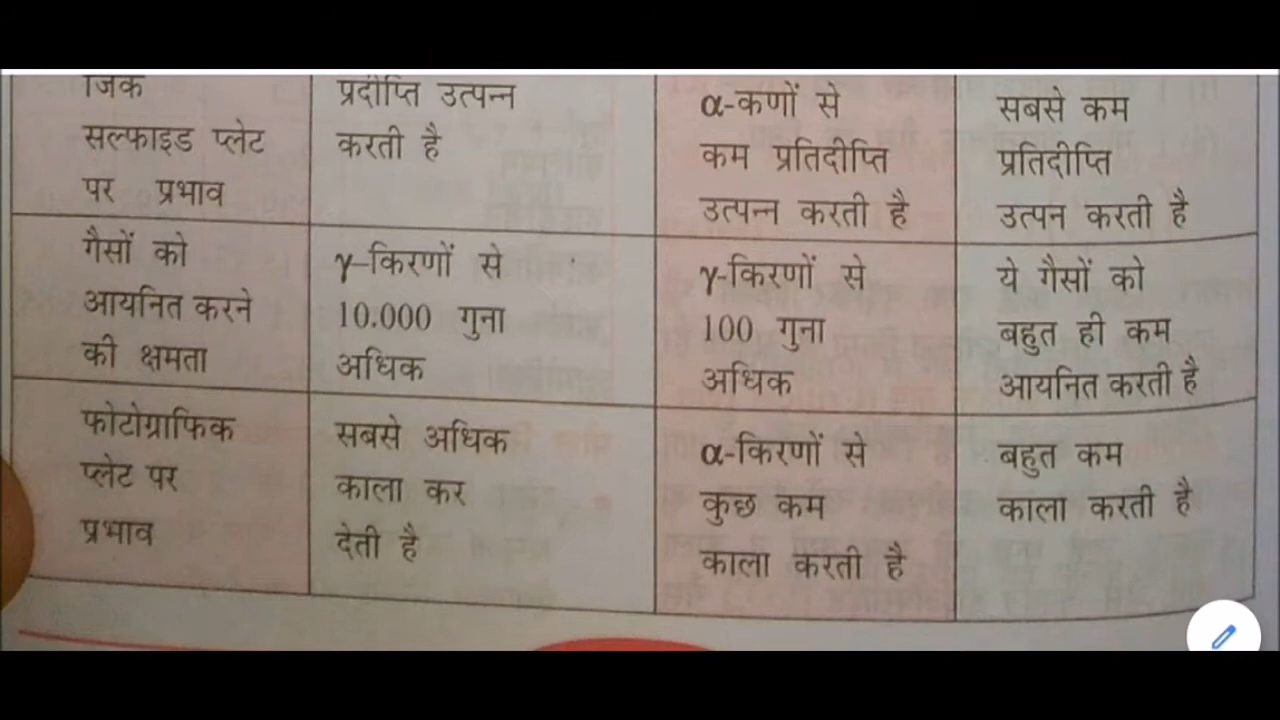 जिंक
सल्फाइड प्लेट
पर प्रभाव
प्रदीप्ति उत्पन्न
करती है
α-कणों से
कम प्रतिदीप्ति
उत्पन्न करती है
सबसे कम
प्रतिदीप्ति
उत्पन करती है
गैसों को
आयनित करने
की क्षमता
γ-किरणों से
10.000 गुना
अधिक
γ-किरणों से
100 गुना
अधिक
ये गैसों को
बहुत ही कम
आयनित करती है
फोटोग्राफिक
प्लेट पर
प्रभाव
सबसे अधिक
काला कर
देती है
α-किरणों से
कुछ कम
काला करती है
बहुत कम
काला करती है